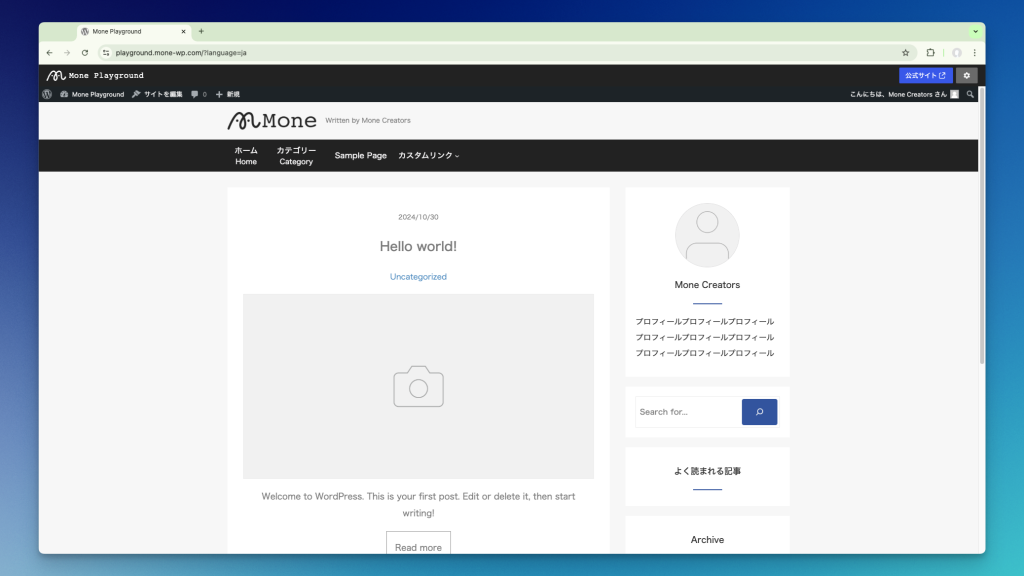 Mone Playground
playground.mone-wp.com/?language=ja
Mone Playground
公式サイト
Mone Playground
サイトを編集
0
新規
こんにちは、Mone Creators さん
Mone
Written by Mone Creators
ホーム
Home
カテゴリー
Category
Sample Page
カスタムリンク
2024/10/30
Hello world!
Uncategorized
Welcome to WordPress. This is your first post. Edit or delete it, then start
writing!
Read more
Mone Creators
プロフィールプロフィールプロフィール
プロフィールプロフィールプロフィール
プロフィールプロフィールプロフィール
Search for...
よく読まれる記事
Archive